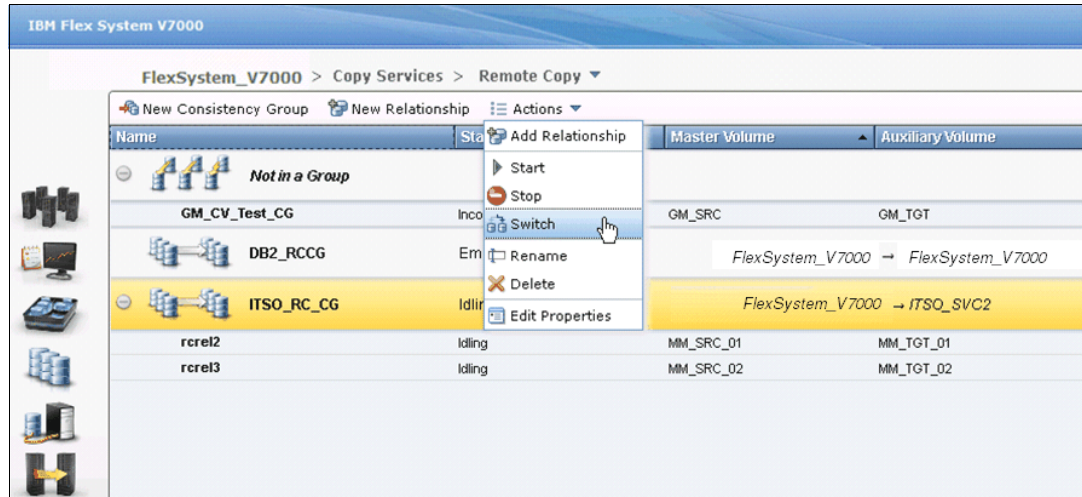 IBM Flex System V7000
FlexSystem_V7000 > Copy Services > Remote Copy
New Consistency Group New Relationship Actions
Name Sta Master Volume Auxiliary Volume
Add Relationship
Start
Not in a Group
Stop
GM_CV_Test_CG Inco GM_SRC GM_TGT
Switch
DB2_RCCG Em FlexSystem_V7000 → FlexSystem_V7000
Rename
Delete
ITSO_RC_CG Idlin FlexSystem_V7000 → ITSO_SVC2
Edit Properties
rcrel2 Idling MM_SRC_01 MM_TGT_01
rcrel3 Idling MM_SRC_02 MM_TGT_02